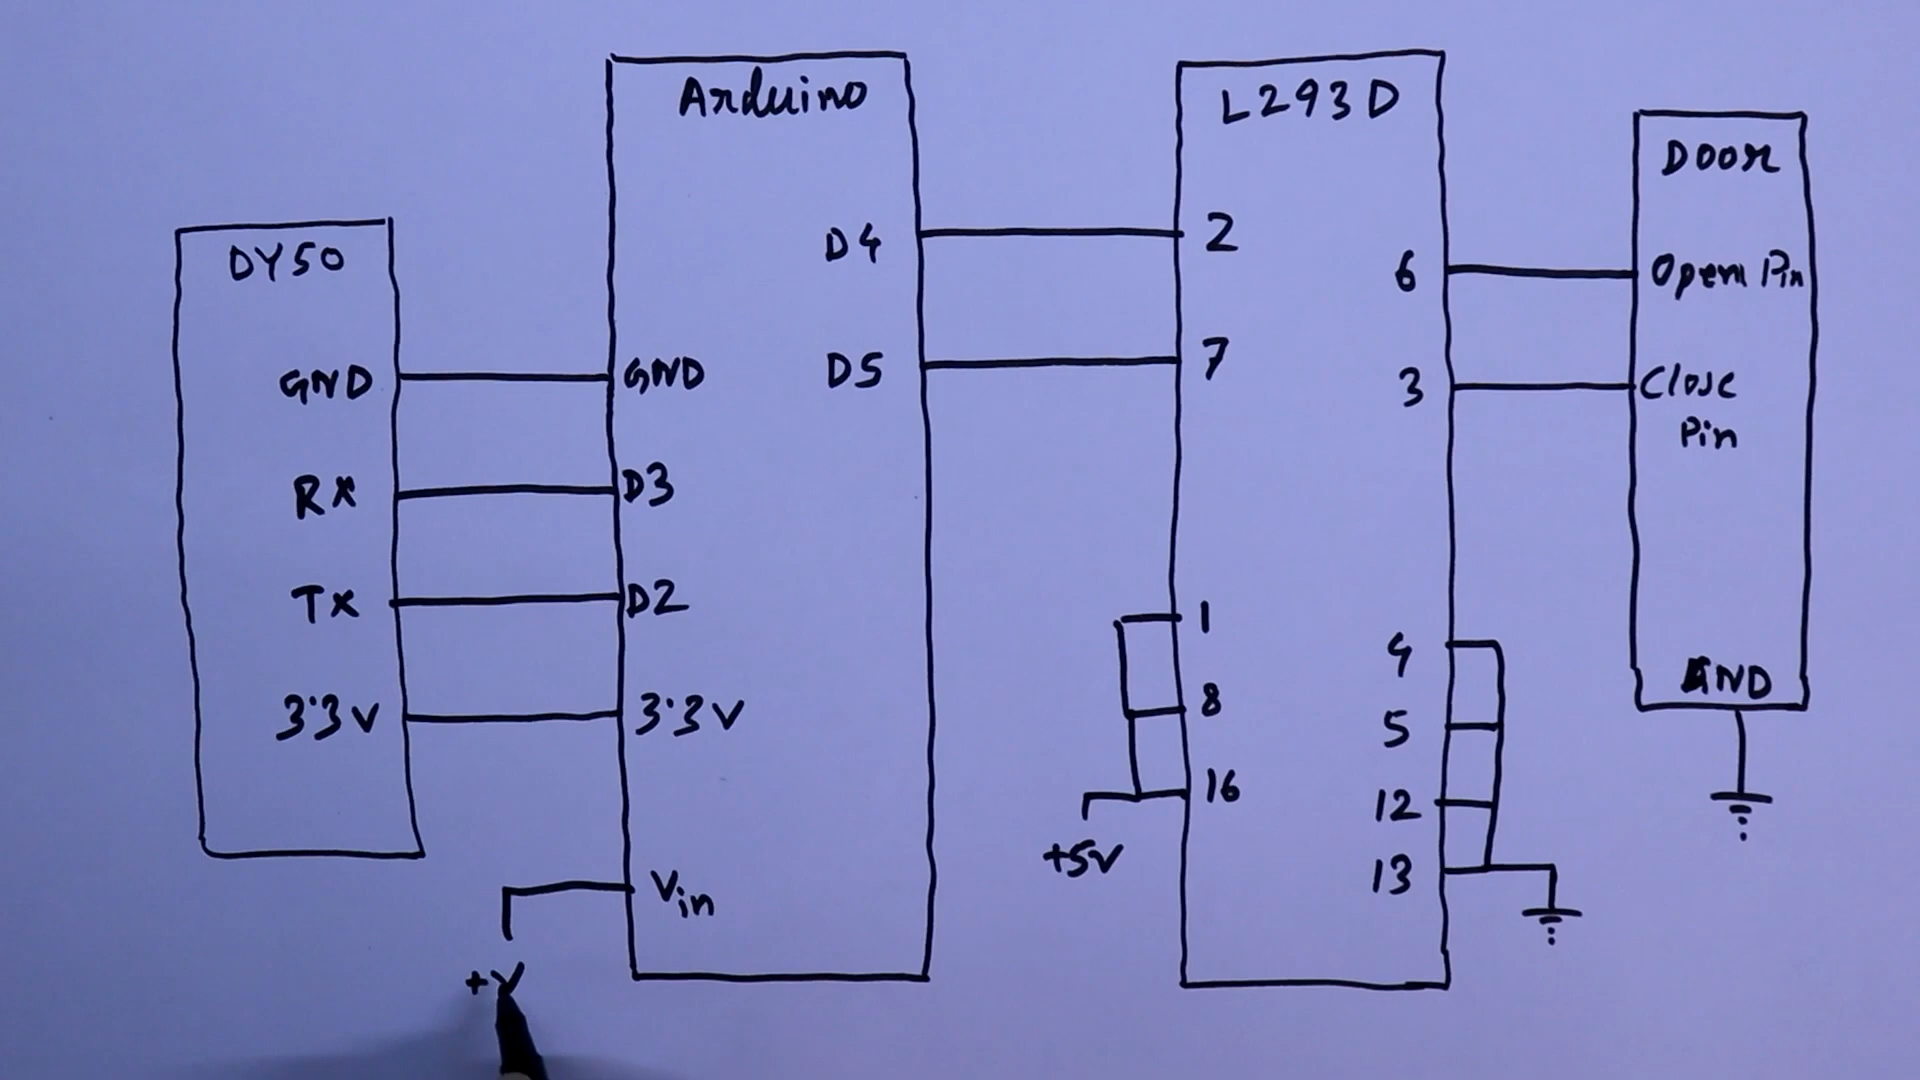 Arduino
L293D
Door
DY50
D4
2
6
Open Pin
GND
GND
D5
7
3
Close
Pin
RX
D3
TX
D2
1
4
3.3V
3.3V
8
5
GND
16
12
+5V
13
Vin
+V